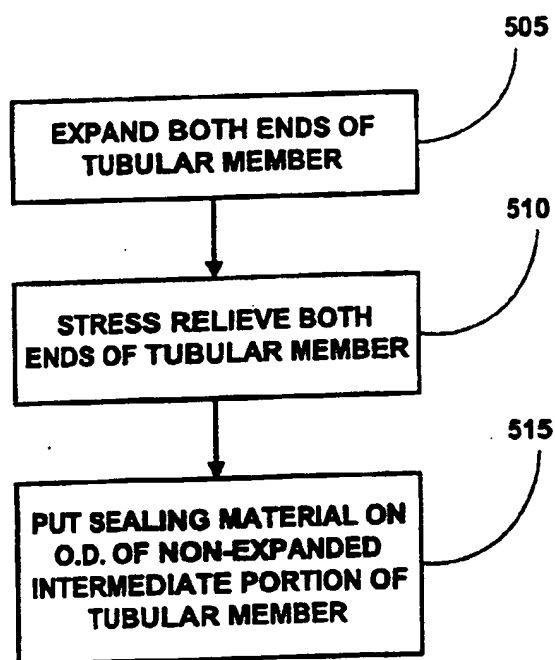 505
EXPAND BOTH ENDS OF
TUBULAR MEMBER
510
STRESS RELIEVE BOTH
ENDS OF TUBULAR MEMBER
515
PUT SEALING MATERIAL ON
O.D. OF NON-EXPANDED
INTERMEDIATE PORTION OF
TUBULAR MEMBER